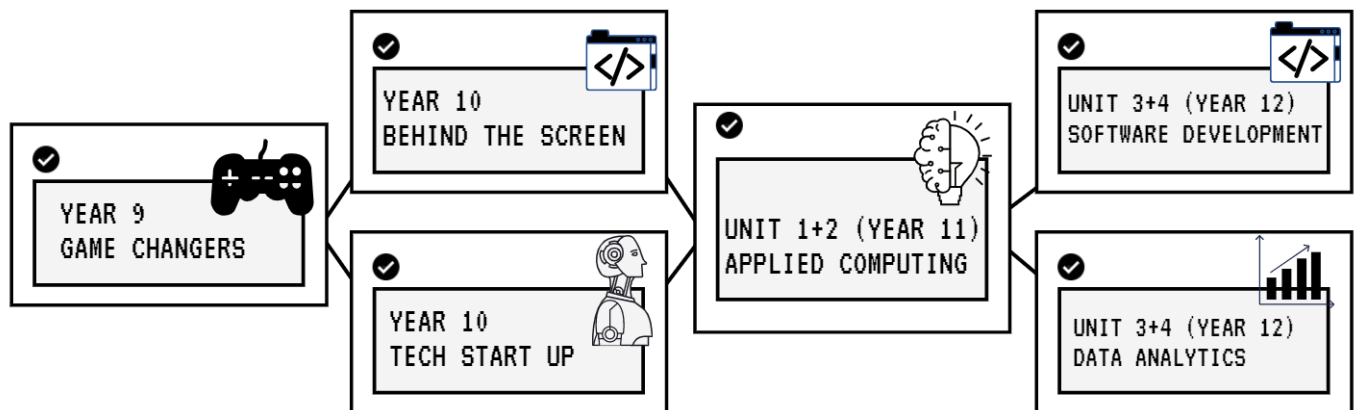 YEAR 9
GAME CHANGERS
YEAR 10
BEHIND THE SCREEN
YEAR 10
TECH START UP
UNIT 1+2 (YEAR 11)
APPLIED COMPUTING
UNIT 3+4 (YEAR 12)
SOFTWARE DEVELOPMENT
UNIT 3+4 (YEAR 12)
DATA ANALYTICS